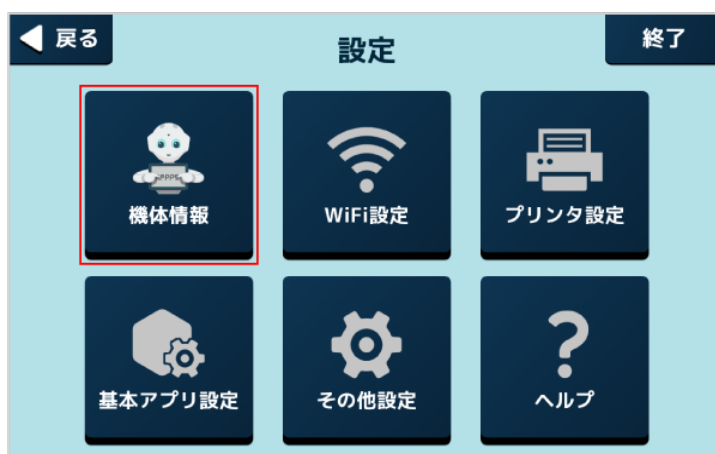 戻る
設定
終了
機体情報
WiFi設定
プリンタ設定
基本アプリ設定
その他設定
ヘルプ